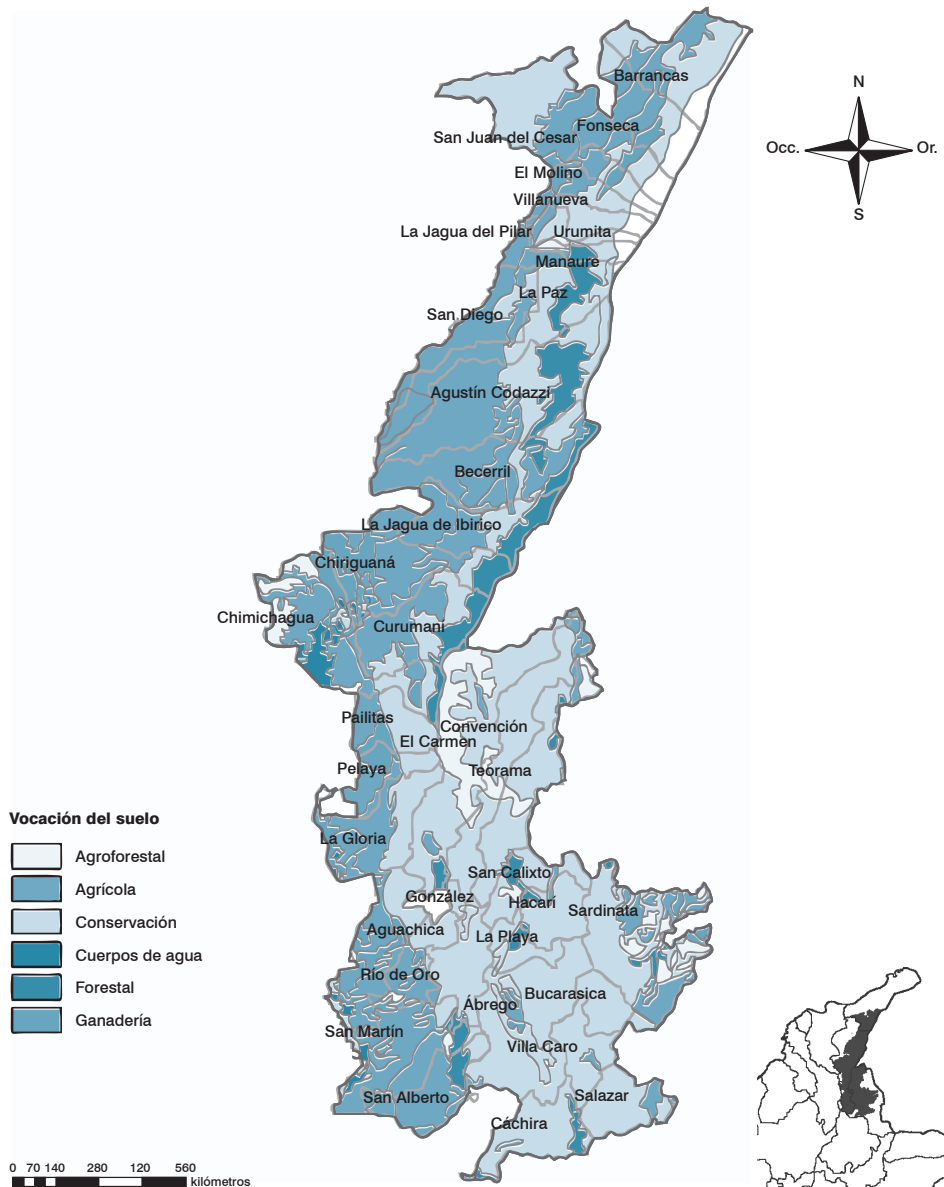 Barrancas
N
San Juan del Cesar
Fonseca
Occ.
Or.
El Molino
Villanueva
S
La Jagua del Pilar
Urumita
Manaure
La Paz
San Diego
Agustín Codazzi
Becerril
La Jagua de Ibirico
Chiriguaná
Chimichagua
Curumaní
Pailitas
Convención
El Carmen
Pelaya
Teorama
La Gloria
San Calixto
González
Hacarí
Sardinata
Aguachica
La Playa
Río de Oro
Bucarasica
Ábrego
San Martín
Villa Caro
San Alberto
Salazar
Cáchira
Vocación del suelo
Agroforestal
Agrícola
Conservación
Cuerpos de agua
Forestal
Ganadería
0 70 140 280 120 560
kilómetros